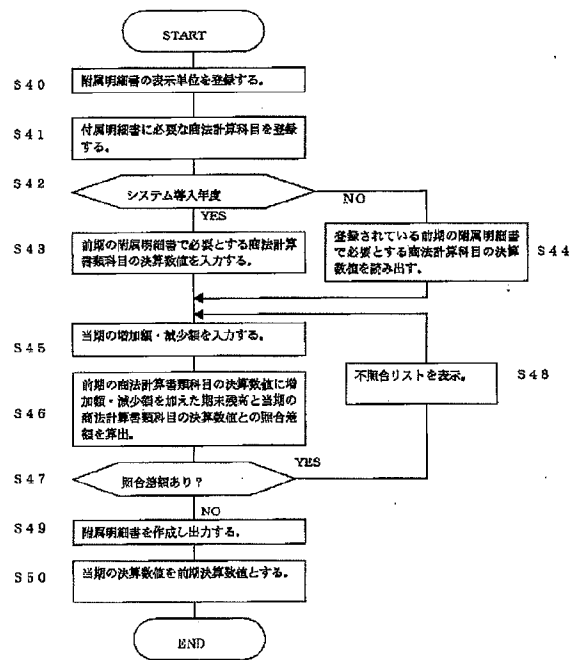 START
S40
附属明細書の表示単位を登録する。
S41
付属明細書に必要な商法計算科目を登録
する。
S42
システム導入年度
NO
YES
S43
前期の附属明細書で必要とする商法計算
書類科目の決算数値を入力する。
登録されている前期の附属明細書
で必要とする商法計算科目の決算
数値を読み出す。
S44
S45
当期の増加額・減少額を入力する。
不照合リストを表示。
S48
S46
前期の商法計算書類科目の決算数値に増
加額・減少額を加えた期末残高と当期の
商法計算書類科目の決算数値との照合差
額を算出。
YES
S47
照合差額あり?
NO
S49
附属明細書を作成し出力する。
S50
当期の決算数値を前期決算数値とする。
END